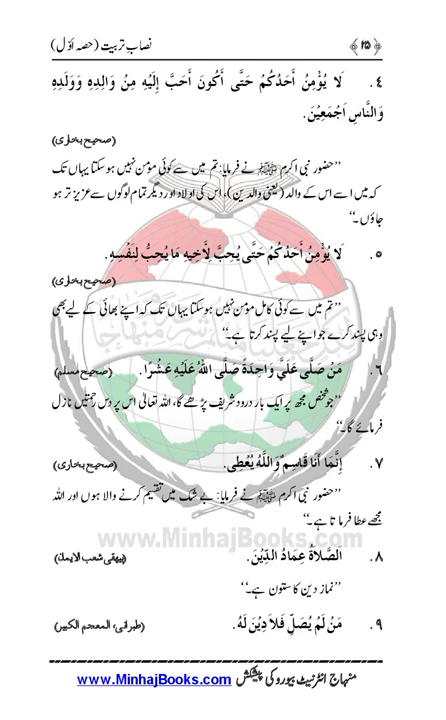 نصابِ تربیت (حصہ اوّل) ﴿۲۵﴾
٤. لَا يُؤْمِنُ أَحَدُكُمْ حَتَّى أَكُونَ أَحَبَّ إِلَيْهِ مِنْ وَالِدِهِ وَوَلَدِهِ
وَالنَّاسِ أَجْمَعِيْنَ.
(صحیح بخاری)
’’حضور نبی اکرم ﷺ نے فرمایا: تم میں سے کوئی مؤمن نہیں ہو سکتا یہاں تک
کہ میں اسے اس کے والد (یعنی والدین)، اس کی اولاد اور دیگر تمام لوگوں سے عزیز تر ہو
جاؤں۔‘‘
٥. لَا يُؤْمِنُ أَحَدُكُمْ حَتَّى يُحِبَّ لِأَخِيهِ مَا يُحِبُّ لِنَفْسِهِ.
(صحیح بخاری)
’’تم میں سے کوئی کامل مؤمن نہیں ہو سکتا یہاں تک کہ اپنے بھائی کے لیے بھی
وہی پسند کرے جو اپنے لیے پسند کرتا ہے۔‘‘
٦. مَنْ صَلَّى عَلَيَّ وَاحِدَةً صَلَّى اللهُ عَلَيْهِ عَشْرًا. (صحیح مسلم)
’’جو شخص مجھ پر ایک بار درود شریف پڑھے گا، اللہ تعالیٰ اس پر دس رحمتیں نازل
فرمائے گا۔‘‘
٧. إِنَّمَا أَنَا قَاسِمٌ وَاللهُ يُعْطِي. (صحیح بخاری)
’’حضور نبی اکرم ﷺ نے فرمایا: بے شک میں تقسیم کرنے والا ہوں اور اللہ
مجھے عطا فرماتا ہے۔‘‘
www.MinhajBooks.com
٨. اَلصَّلَاةُ عِمَادُ الدِّيْنِ. (بیہقی شعب الایمان)
’’نماز دین کا ستون ہے۔‘‘
٩. مَنْ لَمْ يُصَلِّ فَلَا دِيْنَ لَهُ. (طبرانی، المعجم الکبیر)
منہاج انٹرنیٹ بیورو کی پیشکش www.MinhajBooks.com